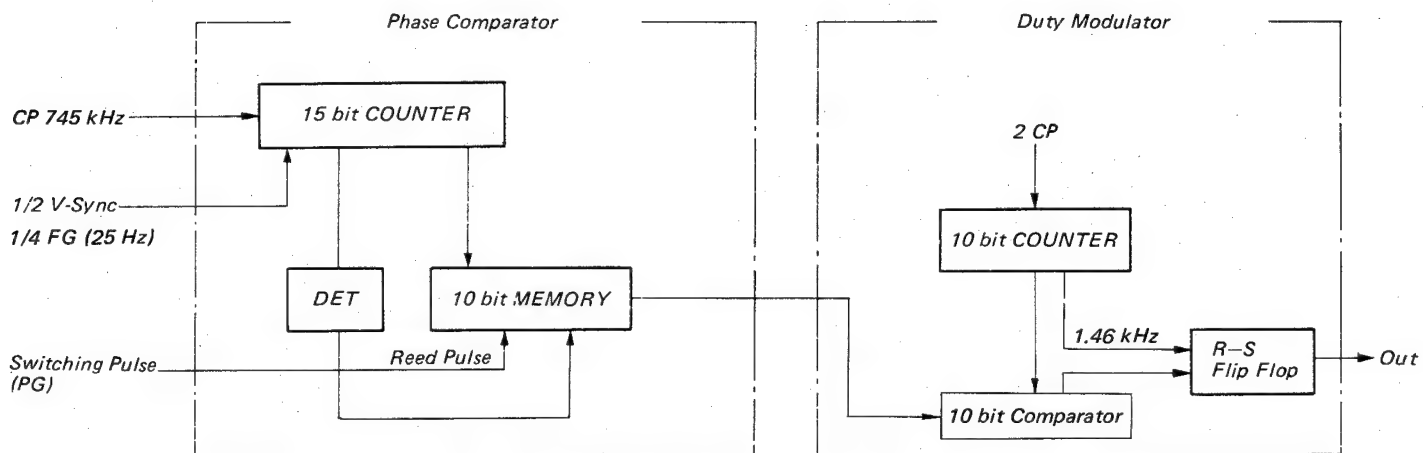 Phase Comparator
Duty Modulator
15 bit COUNTER
CP 745 kHz
2 CP
1/2 V-Sync
1/4 FG (25 Hz)
10 bit COUNTER
DET
10 bit MEMORY
1.46 kHz
R–S
Flip Flop
Out
Switching Pulse
(PG)
Reed Pulse
10 bit Comparator